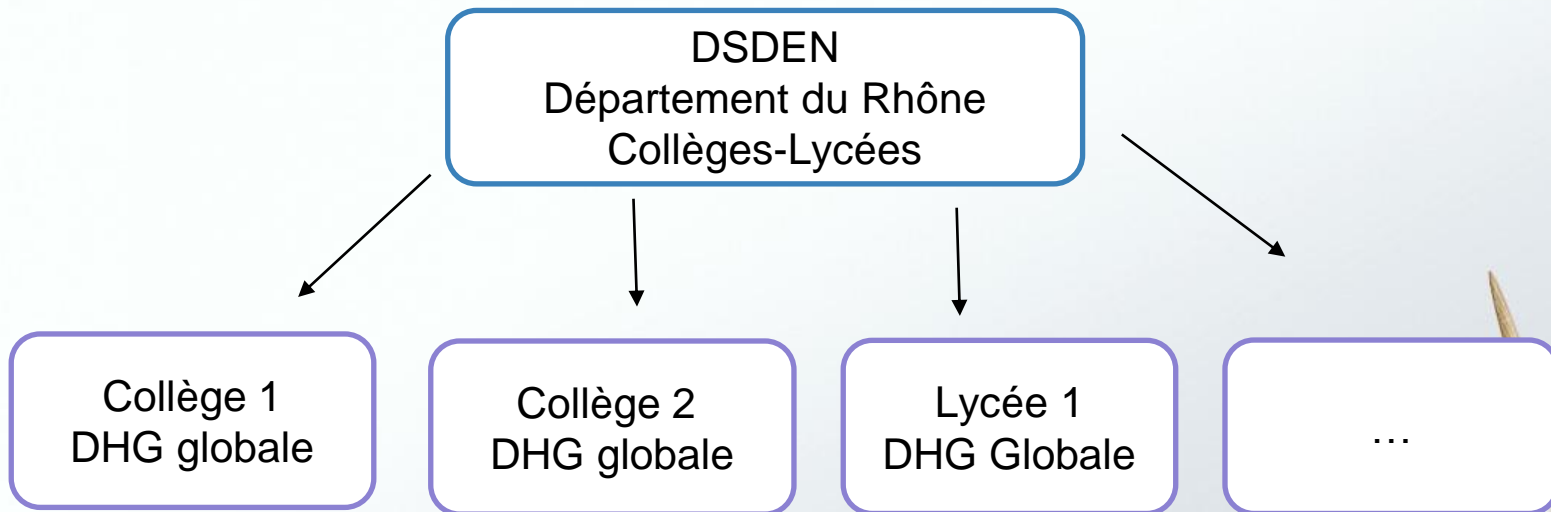 DSDEN
Département du Rhône
Collèges-Lycées
Collège 1
DHG globale
Collège 2
DHG globale
Lycée 1
DHG Globale
…